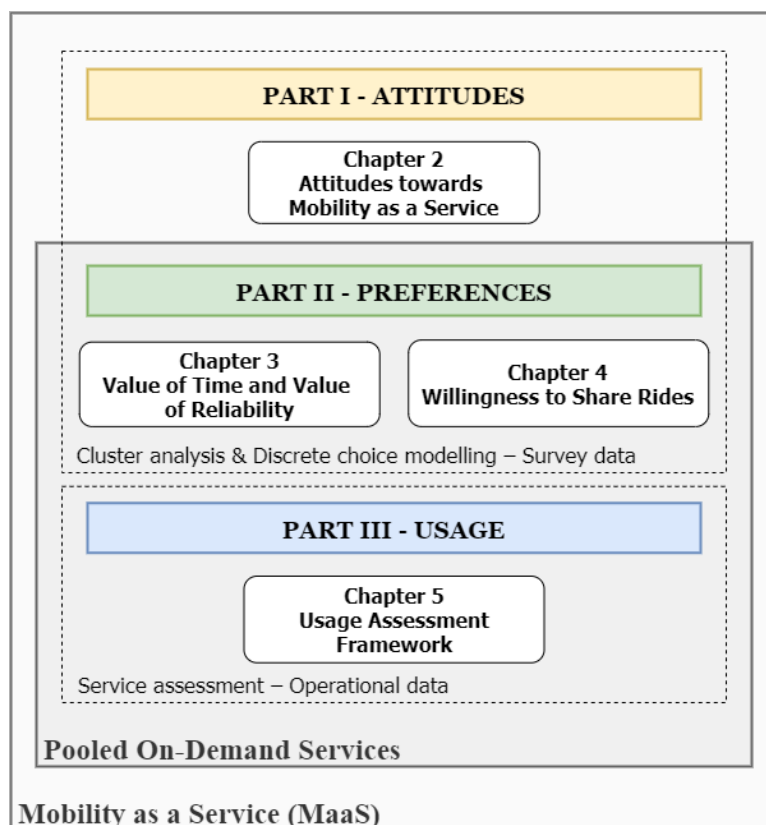 PART I - ATTITUDES
Chapter 2
Attitudes towards
Mobility as a Service
PART II - PREFERENCES
Chapter 3
Value of Time and Value
of Reliability
Chapter 4
Willingness to Share Rides
Cluster analysis & Discrete choice modelling – Survey data
PART III - USAGE
Chapter 5
Usage Assessment
Framework
Service assessment – Operational data
Pooled On-Demand Services
Mobility as a Service (MaaS)